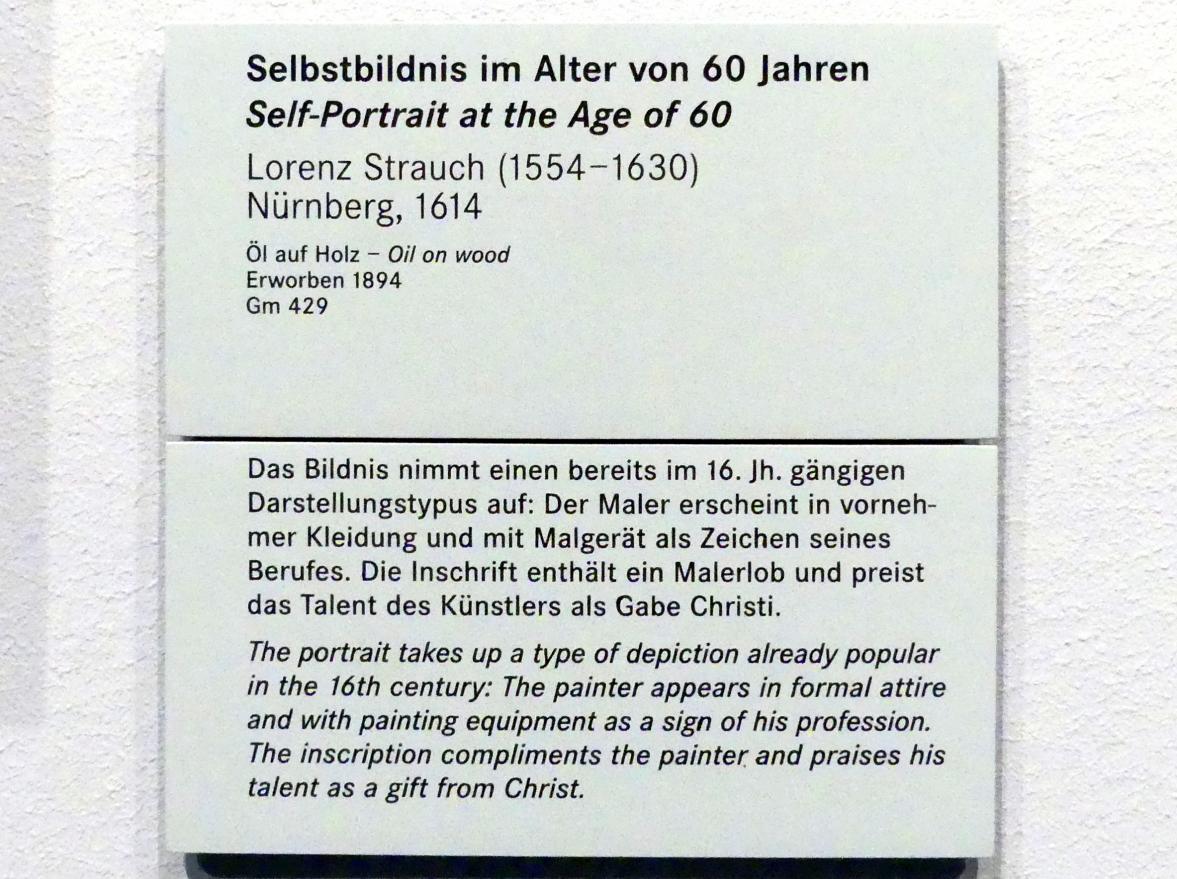 Selbstbildnis im Alter von 60 Jahren
Self-Portrait at the Age of 60
Lorenz Strauch (1554–1630)
Nürnberg, 1614
Öl auf Holz – Oil on wood
Erworben 1894
Gm 429
Das Bildnis nimmt einen bereits im 16. Jh. gängigen
Darstellungstypus auf: Der Maler erscheint in vorneh-
mer Kleidung und mit Malgerät als Zeichen seines
Berufes. Die Inschrift enthält ein Malerlob und preist
das Talent des Künstlers als Gabe Christi.
The portrait takes up a type of depiction already popular
in the 16th century: The painter appears in formal attire
and with painting equipment as a sign of his profession.
The inscription compliments the painter and praises his
talent as a gift from Christ.